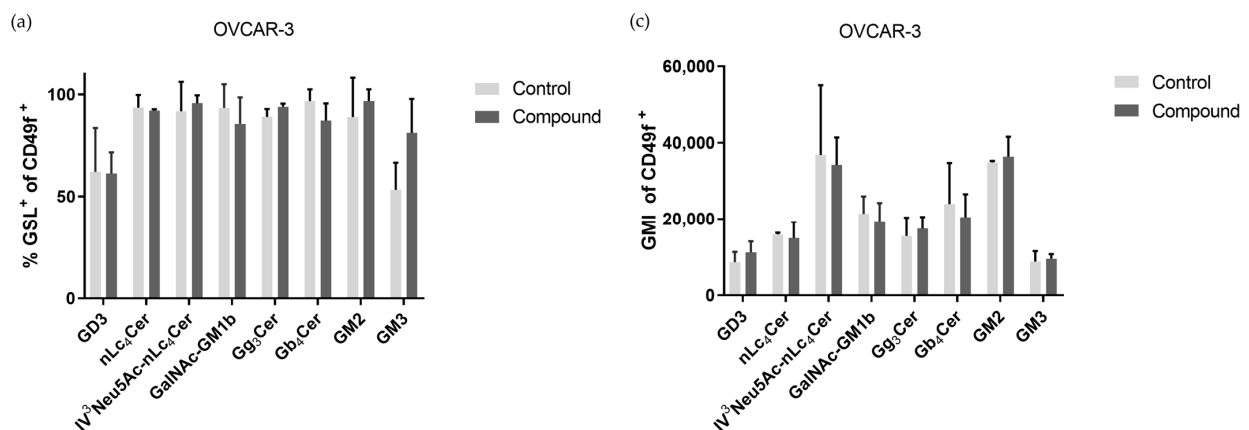 (a)
OVCAR-3
% GSL⁺ of CD49f⁺
100
50
0
GD3
nLc₄Cer
IV³Neu5Ac-nLc₄Cer
GalNAc-GM1b
Gg₃Cer
Gb₄Cer
GM2
GM3
Control
Compound
(c)
OVCAR-3
GMI of CD49f⁺
60,000
40,000
20,000
0
GD3
nLc₄Cer
IV³Neu5Ac-nLc₄Cer
GalNAc-GM1b
Gg₃Cer
Gb₄Cer
GM2
GM3
Control
Compound